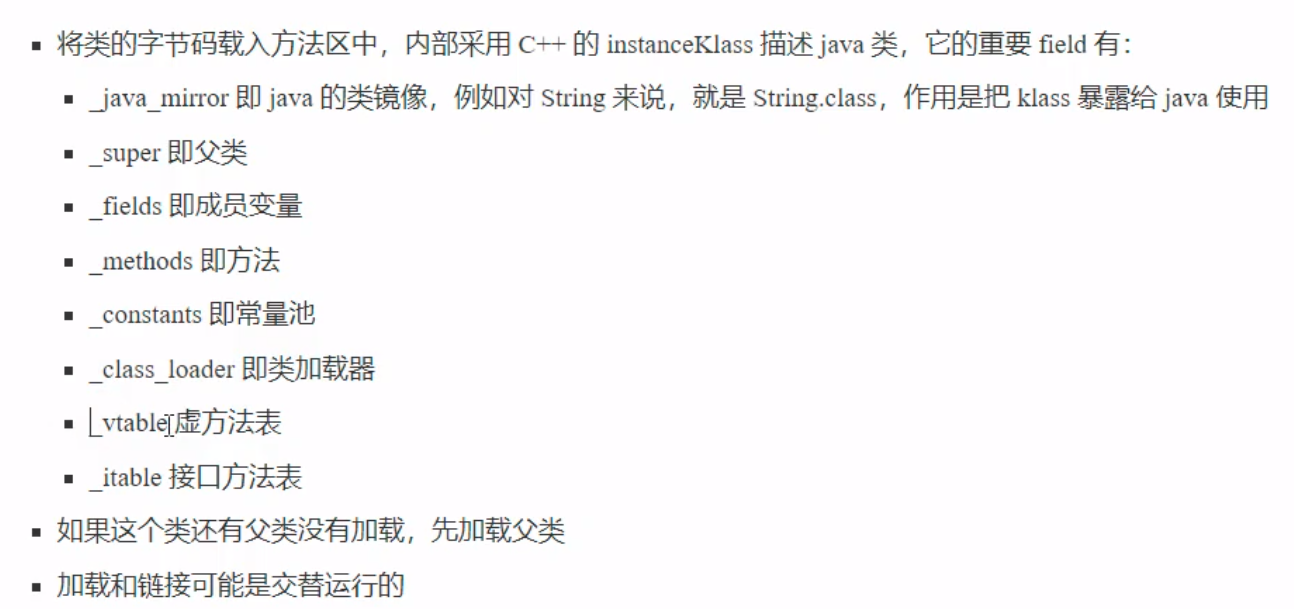 将类的字节码载入方法区中，内部采用 C++ 的 instanceKlass 描述 java 类，它的重要 field 有：
_java_mirror 即 java 的类镜像，例如对 String 来说，就是 String.class，作用是把 klass 暴露给 java 使用
_super 即父类
_fields 即成员变量
_methods 即方法
_constants 即常量池
_class_loader 即类加载器
_vtable 虚方法表
_itable 接口方法表
如果这个类还有父类没有加载，先加载父类
加载和链接可能是交替运行的